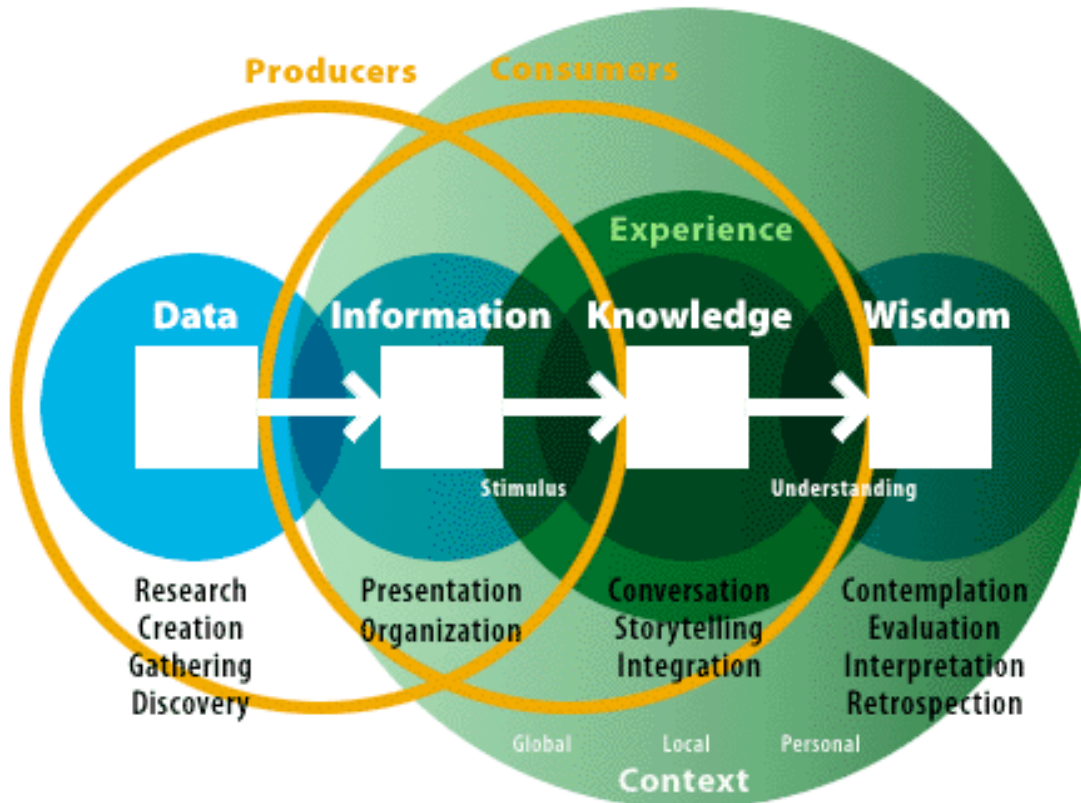 Producers
Consumers
Experience
Data
Information
Knowledge
Wisdom
Stimulus
Understanding
Research
Creation
Gathering
Discovery
Presentation
Organization
Conversation
Storytelling
Integration
Contemplation
Evaluation
Interpretation
Retrospection
Global
Local
Personal
Context